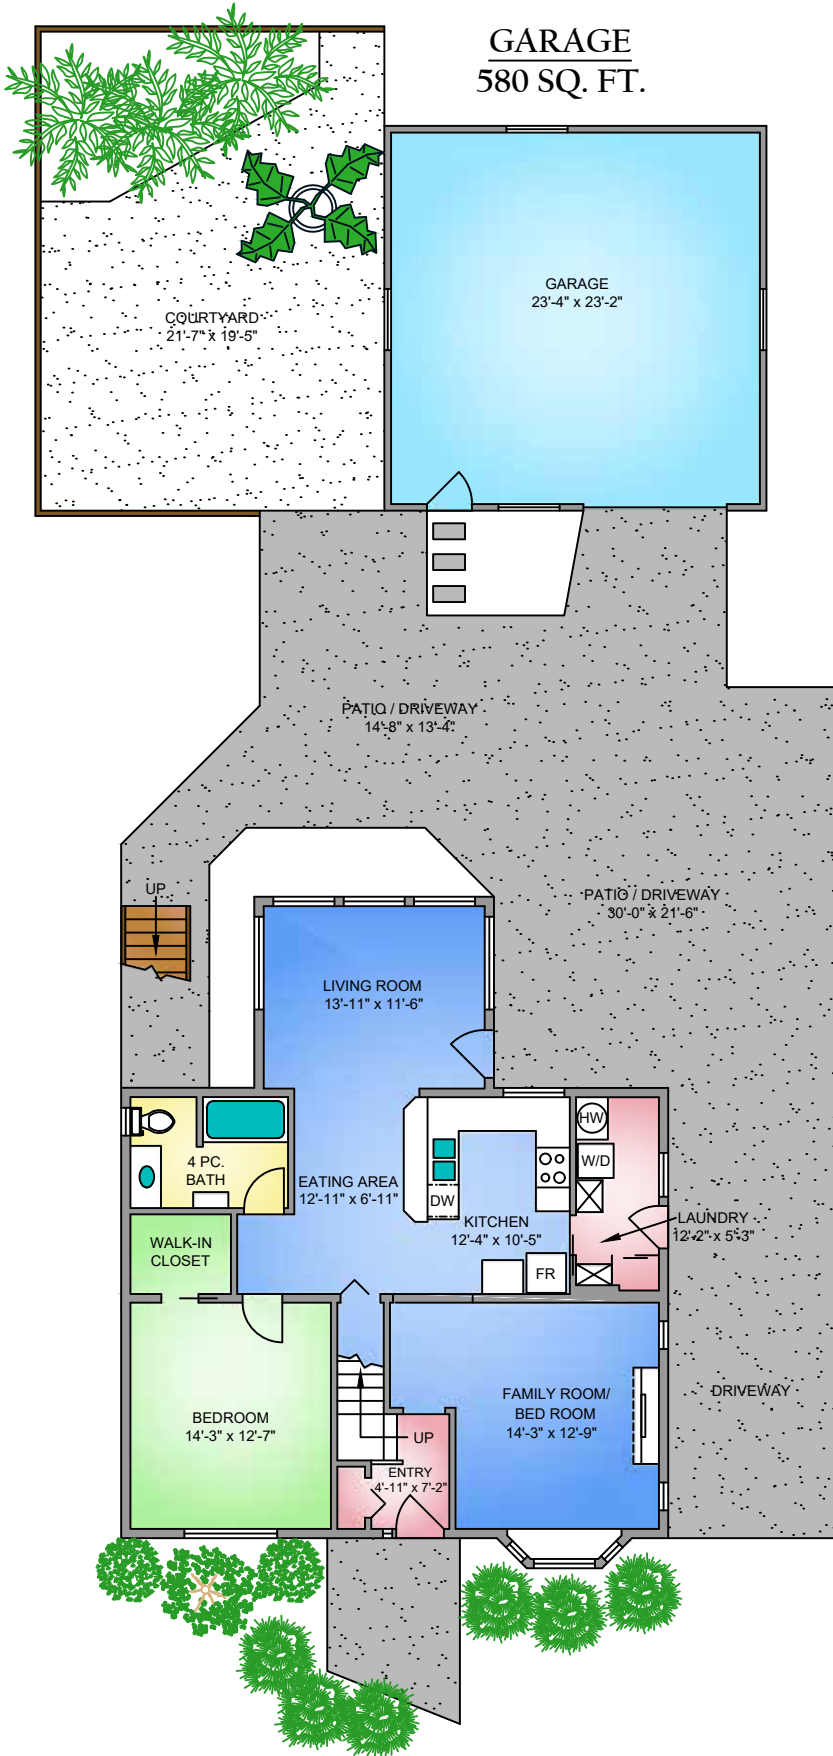 GARAGE
580 SQ. FT.
GARAGE
23'-4" x 23'-2"
COURTYARD
21'-7" x 19'-5"
PATIO / DRIVEWAY
14'-8" x 13'-4"
UP
PATIO / DRIVEWAY
30'-0" x 21'-6"
LIVING ROOM
13'-11" x 11'-6"
HW
W/D
4 PC.
BATH
EATING AREA
12'-11" x 6'-11"
DW
KITCHEN
12'-4" x 10'-5"
LAUNDRY
12'-2" x 5'-3"
WALK-IN
CLOSET
FR
FAMILY ROOM/
BED ROOM
14'-3" x 12'-9"
DRIVEWAY
BEDROOM
14'-3" x 12'-7"
UP
ENTRY
4'-11" x 7'-2"